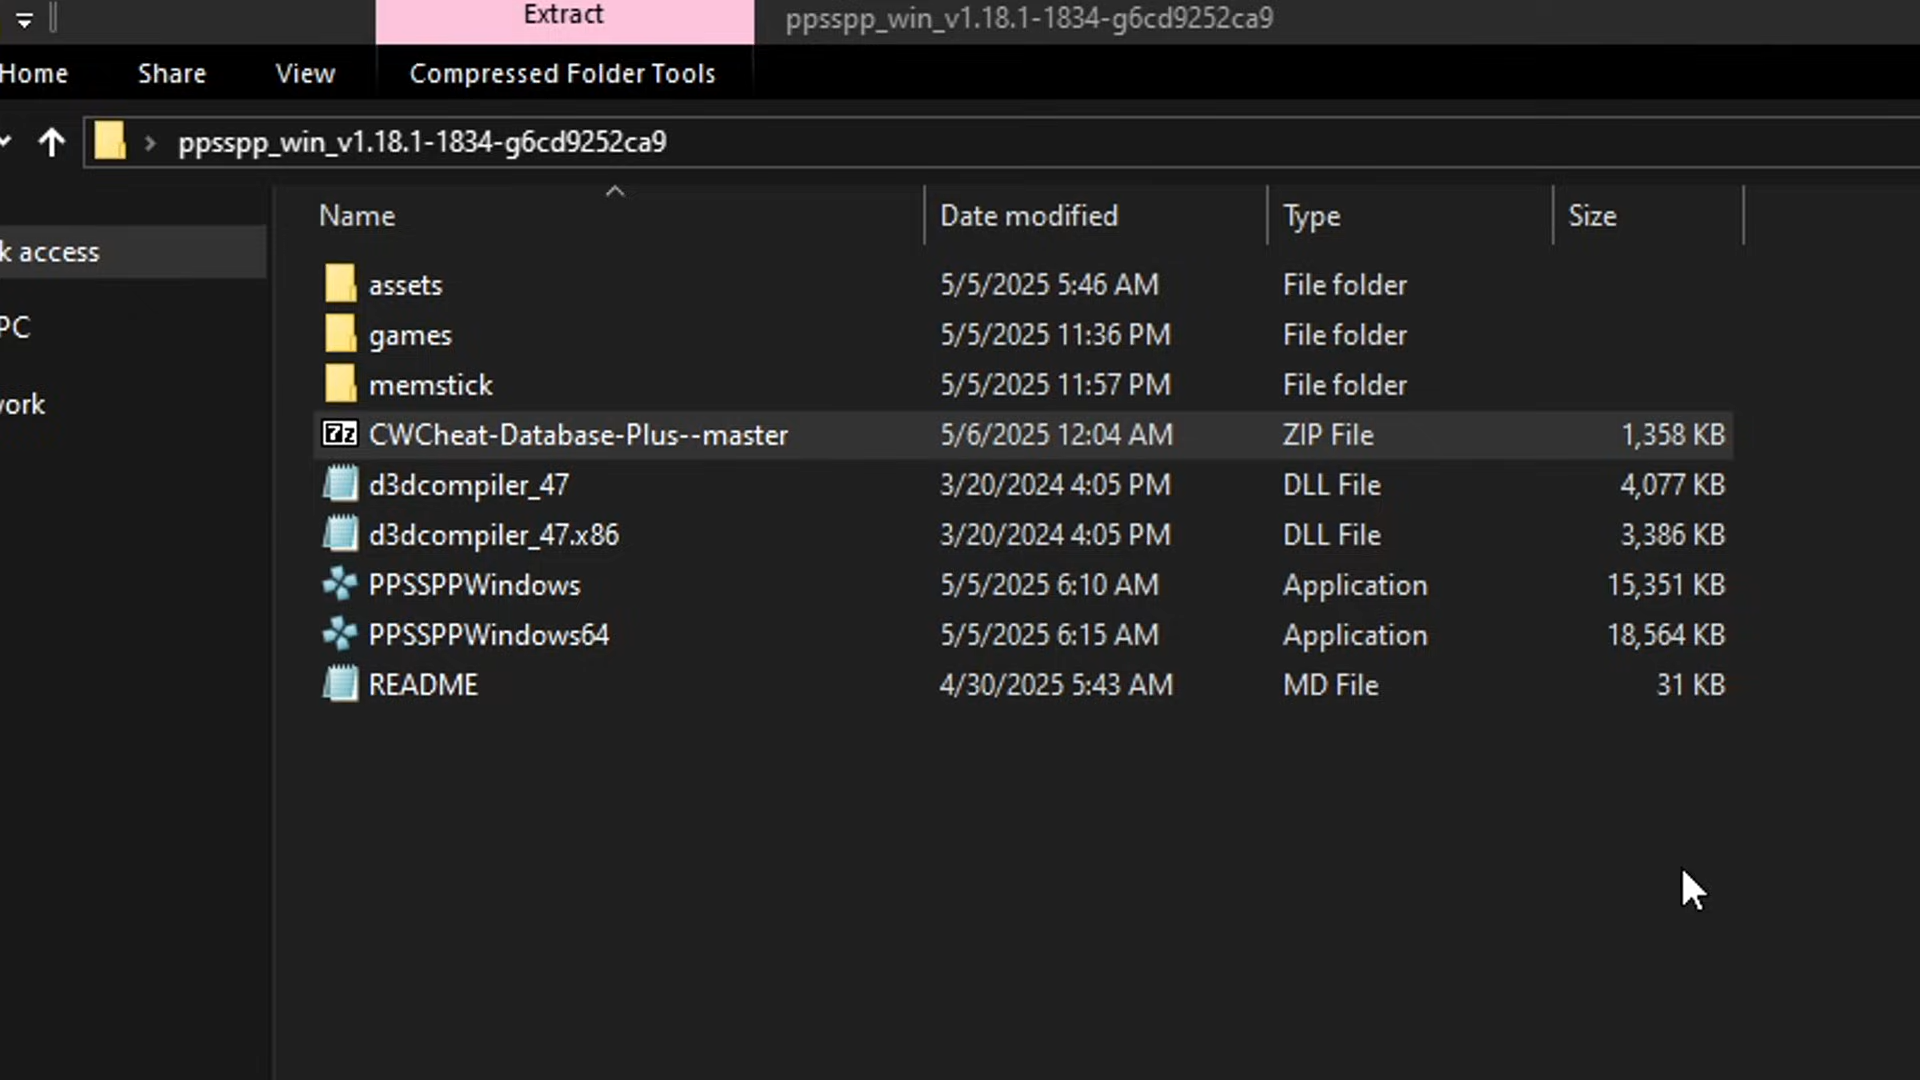 Extract
ppsspp_win_v1.18.1-1834-g6cd9252ca9
Home Share View Compressed Folder Tools
ppsspp_win_v1.18.1-1834-g6cd9252ca9
Name Date modified Type Size
k access
PC
work
assets 5/5/2025 5:46 AM File folder
games 5/5/2025 11:36 PM File folder
memstick 5/5/2025 11:57 PM File folder
CWCheat-Database-Plus--master 5/6/2025 12:04 AM ZIP File 1,358 KB
d3dcompiler_47 3/20/2024 4:05 PM DLL File 4,077 KB
d3dcompiler_47.x86 3/20/2024 4:05 PM DLL File 3,386 KB
PPSSPPWindows 5/5/2025 6:10 AM Application 15,351 KB
PPSSPPWindows64 5/5/2025 6:15 AM Application 18,564 KB
README 4/30/2025 5:43 AM MD File 31 KB